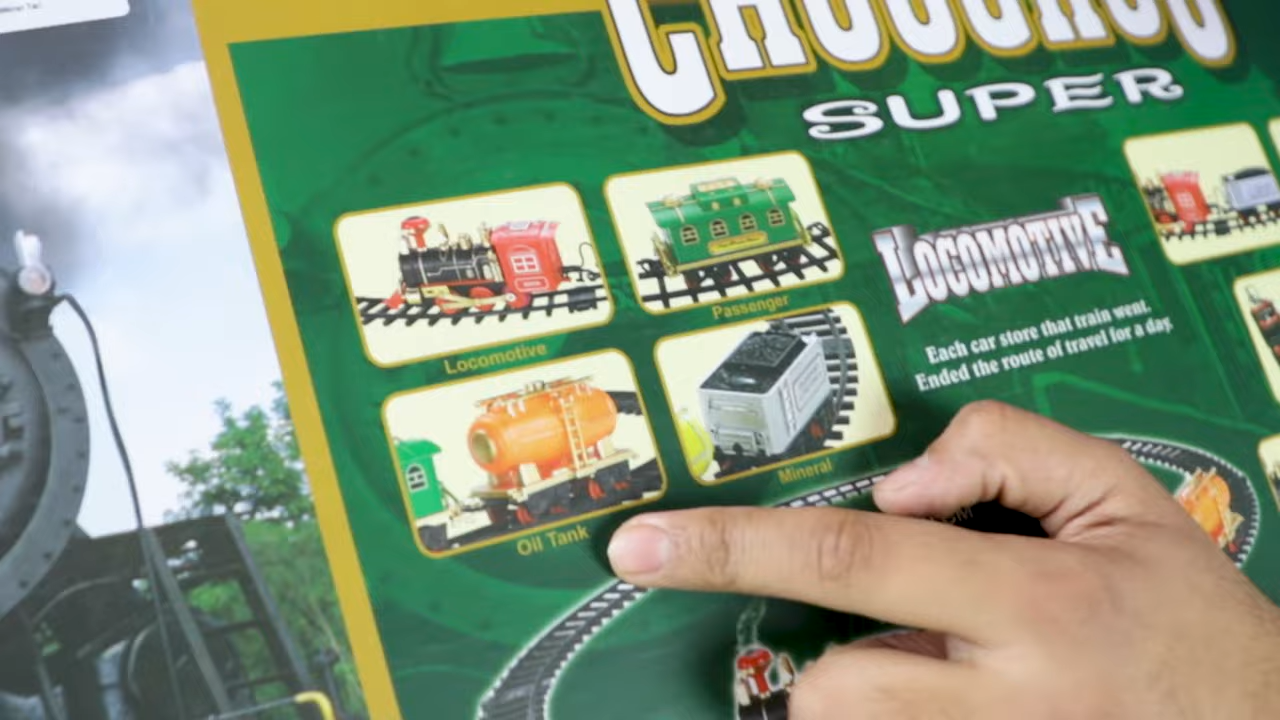 SUPER
LOCOMOTIVE
Each car store that train went.
Ended the route of travel for a day.
Locomotive
Passenger
Oil Tank
Mineral